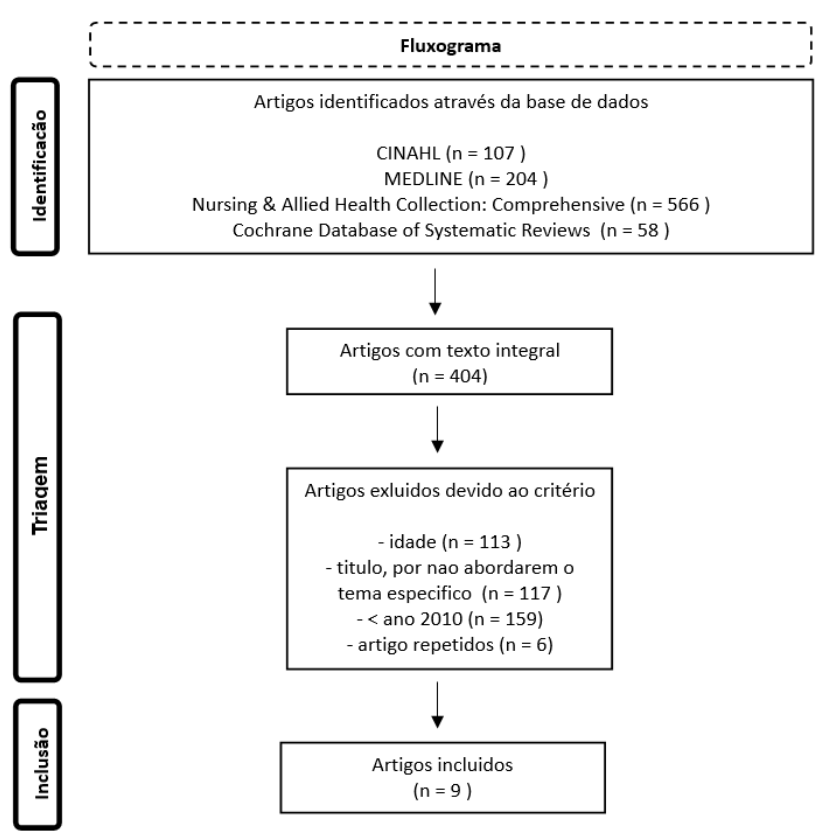 Fluxograma
Identificacão
Artigos identificados através da base de dados
CINAHL (n = 107 )
MEDLINE (n = 204 )
Nursing & Allied Health Collection: Comprehensive (n = 566 )
Cochrane Database of Systematic Reviews (n = 58 )
Triagem
Artigos com texto integral
(n = 404)
Artigos exluidos devido ao critério
- idade (n = 113 )
- titulo, por nao abordarem o
tema especifico (n = 117 )
- < ano 2010 (n = 159)
- artigo repetidos (n = 6)
Inclusão
Artigos incluidos
(n = 9 )